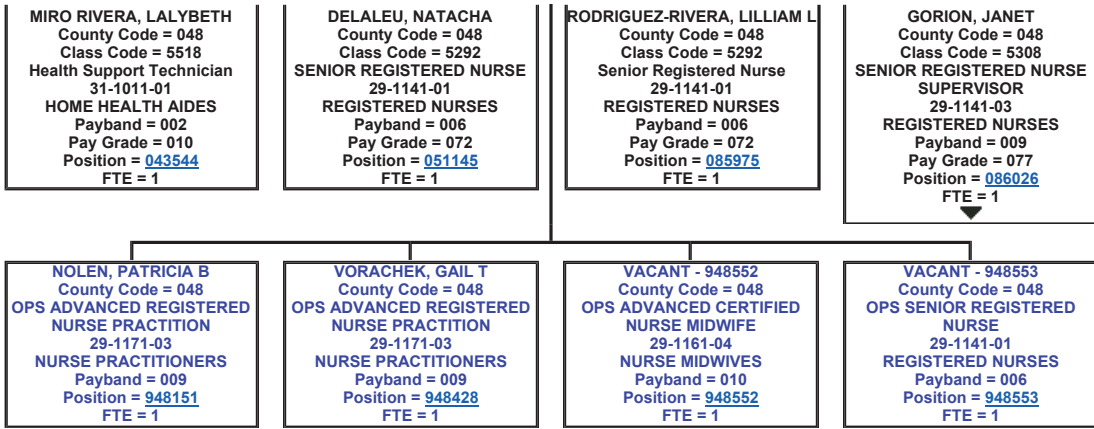 MIRO RIVERA, LALYBETH
County Code = 048
Class Code = 5518
Health Support Technician
31-1011-01
HOME HEALTH AIDES
Payband = 002
Pay Grade = 010
Position = 043544
FTE = 1
DELALEU, NATACHA
County Code = 048
Class Code = 5292
SENIOR REGISTERED NURSE
29-1141-01
REGISTERED NURSES
Payband = 006
Pay Grade = 072
Position = 051145
FTE = 1
RODRIGUEZ-RIVERA, LILLIAM L
County Code = 048
Class Code = 5292
Senior Registered Nurse
29-1141-01
REGISTERED NURSES
Payband = 006
Pay Grade = 072
Position = 085975
FTE = 1
GORION, JANET
County Code = 048
Class Code = 5308
SENIOR REGISTERED NURSE
SUPERVISOR
29-1141-03
REGISTERED NURSES
Payband = 009
Pay Grade = 077
Position = 086026
FTE = 1
NOLEN, PATRICIA B
County Code = 048
OPS ADVANCED REGISTERED
NURSE PRACTITION
29-1171-03
NURSE PRACTITIONERS
Payband = 009
Position = 948151
FTE = 1
VORACHEK, GAIL T
County Code = 048
OPS ADVANCED REGISTERED
NURSE PRACTITION
29-1171-03
NURSE PRACTITIONERS
Payband = 009
Position = 948428
FTE = 1
VACANT - 948552
County Code = 048
OPS ADVANCED CERTIFIED
NURSE MIDWIFE
29-1161-04
NURSE MIDWIVES
Payband = 010
Position = 948552
FTE = 1
VACANT - 948553
County Code = 048
OPS SENIOR REGISTERED
NURSE
29-1141-01
REGISTERED NURSES
Payband = 006
Position = 948553
FTE = 1